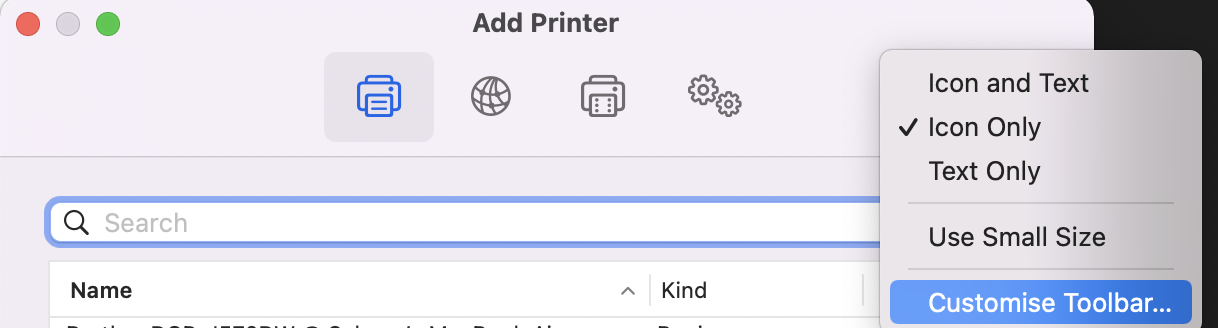 Add Printer
Icon and Text
Icon Only
Text Only
Search
Use Small Size
Name
Kind
Customise Toolbar...